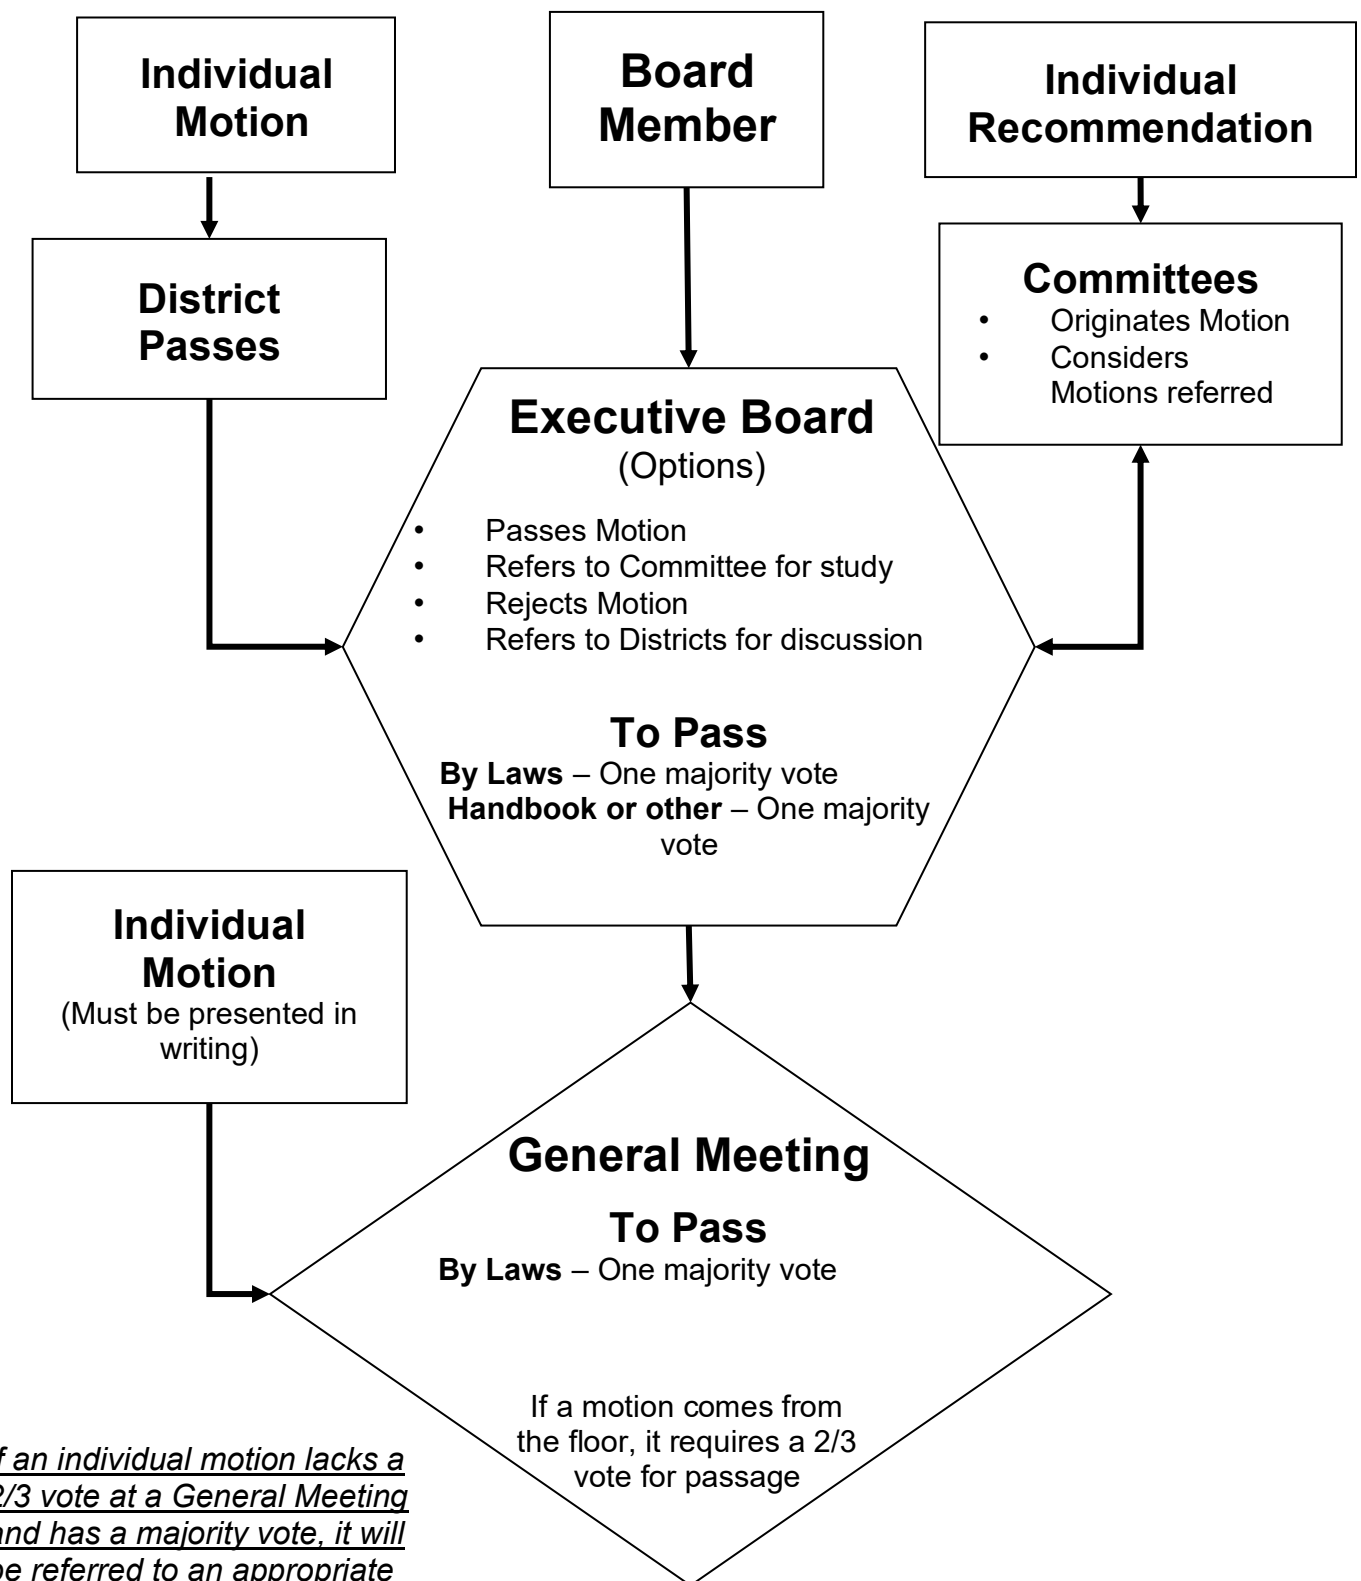 Individual
Motion
Board
Member
Individual
Recommendation
District
Passes
Committees
• Originates Motion
• Considers
Motions referred
Executive Board
(Options)
• Passes Motion
• Refers to Committee for study
• Rejects Motion
• Refers to Districts for discussion
To Pass
By Laws – One majority vote
Handbook or other – One majority
vote
Individual
Motion
(Must be presented in
writing)
General Meeting
To Pass
By Laws – One majority vote
If a motion comes from
the floor, it requires a 2/3
vote for passage
f an individual motion lacks a
2/3 vote at a General Meeting
and has a majority vote, it will
be referred to an appropriate